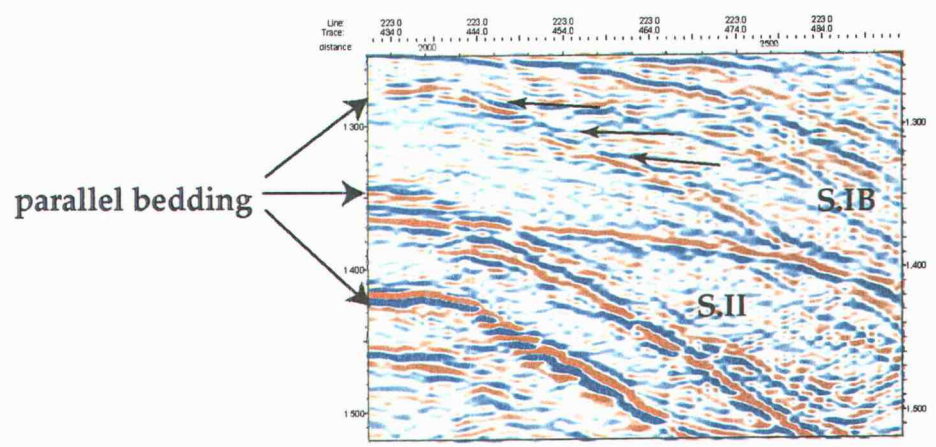 Line: 223.0 223.0 223.0 223.0 223.0 223.0
Trace: 434.0 444.0 454.0 464.0 474.0 484.0
distance 2000 2500
1.300 1.300
parallel bedding
S.IB
1.400 1.400
S.II
1.500 1.500